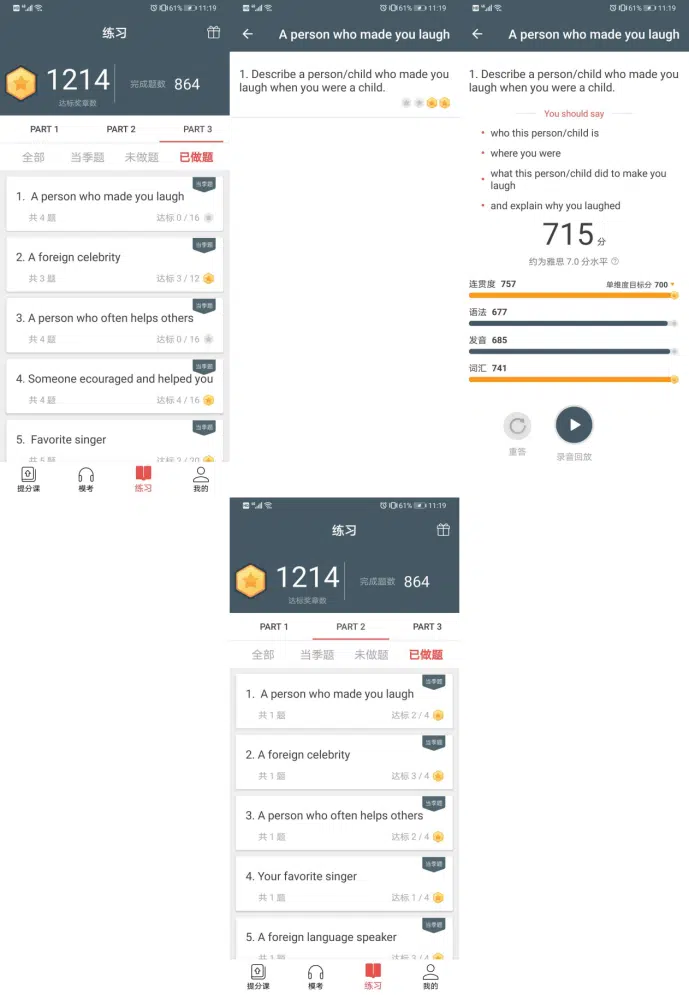 61% 11:19
练习
1214
达标奖章数
完成题数 864
PART 1 PART 2 PART 3
全部 当季题 未做题 已做题
当季题
1. A person who made you laugh
共 4 题 达标 0 / 16
当季题
2. A foreign celebrity
共 3 题 达标 3 / 12
当季题
3. A person who often helps others
共 4 题 达标 0 / 16
当季题
4. Someone ecouraged and helped you
共 4 题 达标 4 / 16
当季题
5. Favorite singer
共 5 题 达标 2 / 20
提分课 模考 练习 我的
61% 11:19
A person who made you laugh
1. Describe a person/child who made you
laugh when you were a child.
61% 11:19
A person who made you laugh
1. Describe a person/child who made you
laugh when you were a child.
You should say
who this person/child is
where you were
what this person/child did to make you
laugh
and explain why you laughed
715 分
约为雅思 7.0 分水平
连贯度 757 单维度目标分 700
语法 677
发音 685
词汇 741
重答 录音回放
61% 11:19
练习
1214
达标奖章数
完成题数 864
PART 1 PART 2 PART 3
全部 当季题 未做题 已做题
当季题
1. A person who made you laugh
共 1 题 达标 2 / 4
当季题
2. A foreign celebrity
共 1 题 达标 3 / 4
当季题
3. A person who often helps others
共 1 题 达标 2 / 4
当季题
4. Your favorite singer
共 1 题 达标 1 / 4
当季题
5. A foreign language speaker
共 1 题 达标 3 / 4
提分课 模考 练习 我的